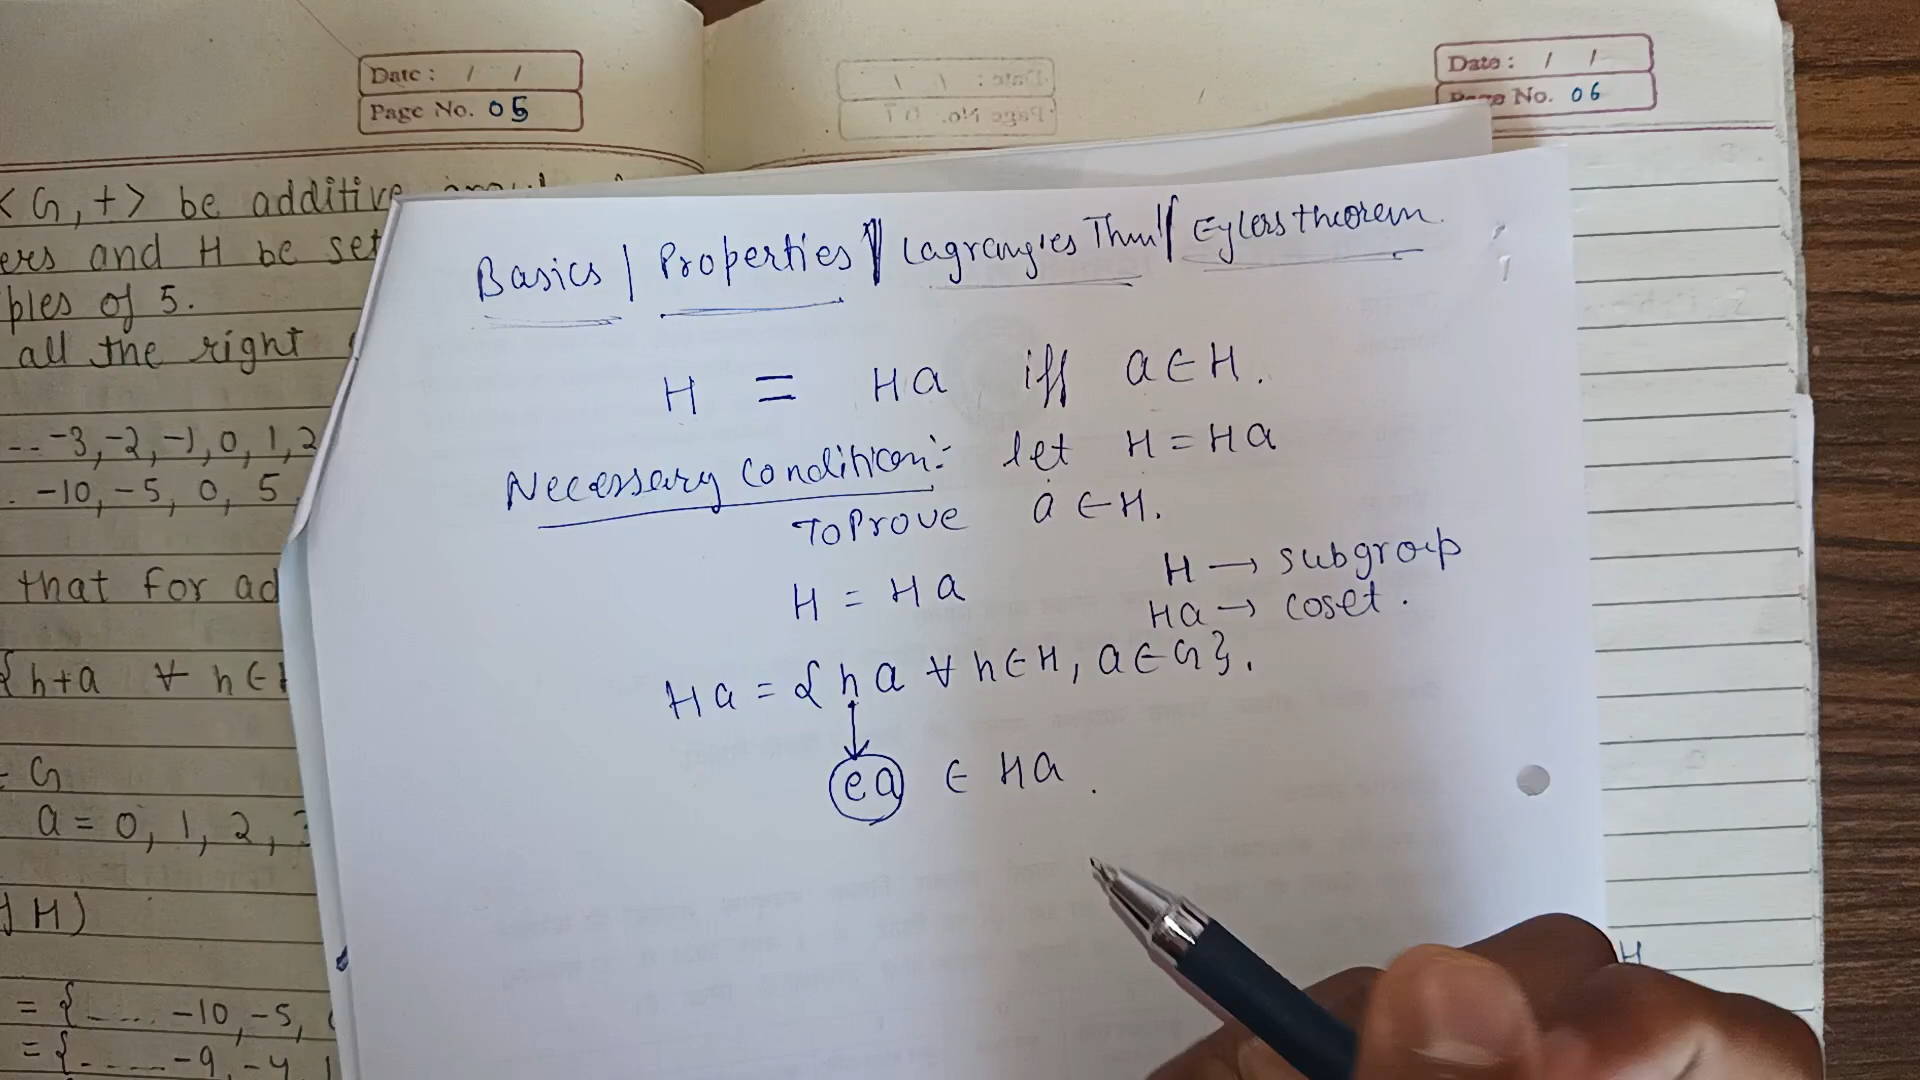 Date : / /
Page No. 05
Date : / /
Page No. 06
< G, + > be additive
ers and H be set
ples of 5.
all the right
-- -3, -2, -1, 0, 1, 2
. -10, -5, 0, 5
that for ad
{h+a ∀ h∈H
G
a = 0, 1, 2,
H)
= {..... -10, -5,
= {..... -9, -4, 1
Basics | Properties | Lagrangies Thm | Eylers theorem.
H = Ha iff a∈H.
Necessary Condition:- let H = Ha
To Prove a∈H.
H = Ha
H → subgroup
Ha → coset.
Ha = {ha ∀ h∈H, a∈G}.
ea ∈ Ha.
H